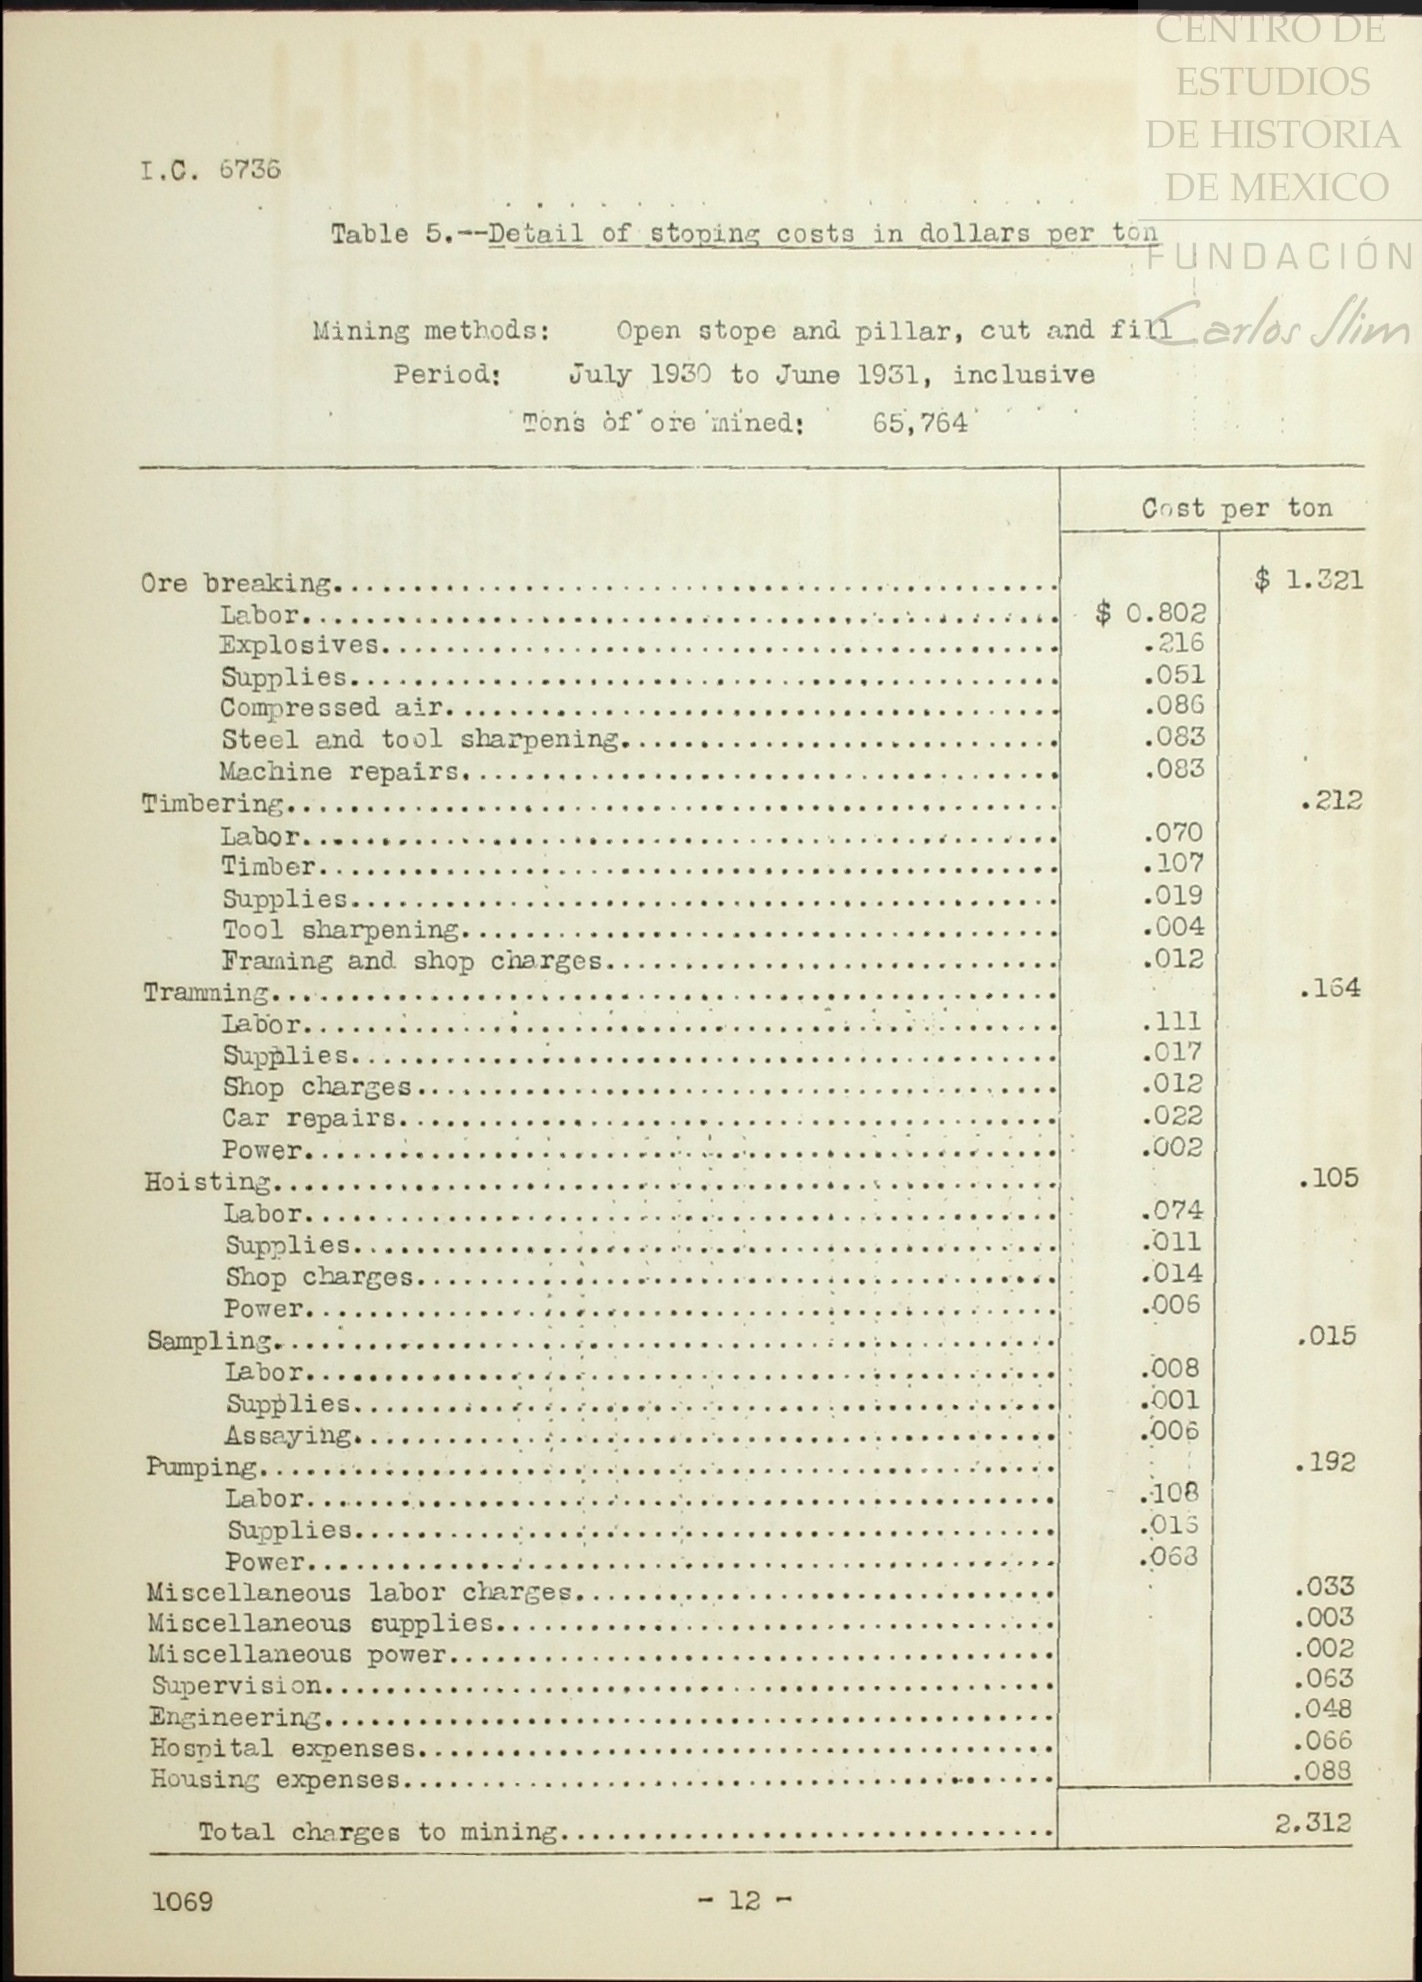 CENTRO DE
ESTUDIOS
DE HISTORIA
DE MEXICO
FUNDACIÓN
Carlos Slim
I.C. 6736
Table 5.--Detail of stoping costs in dollars per ton
Mining methods: Open stope and pillar, cut and fill
Period: July 1930 to June 1931, inclusive
Tons of ore mined: 65,764
Cost per ton
Ore breaking $ 1.321
Labor $ 0.802
Explosives .216
Supplies .051
Compressed air .086
Steel and tool sharpening .083
Machine repairs .083
Timbering .212
Labor .070
Timber .107
Supplies .019
Tool sharpening .004
Framing and shop charges .012
Tramming .164
Labor .111
Supplies .017
Shop charges .012
Car repairs .022
Power .002
Hoisting .105
Labor .074
Supplies .011
Shop charges .014
Power .006
Sampling .015
Labor .008
Supplies .001
Assaying .006
Pumping .192
Labor .108
Supplies .016
Power .068
Miscellaneous labor charges .033
Miscellaneous supplies .003
Miscellaneous power .002
Supervision .063
Engineering .048
Hospital expenses .066
Housing expenses .088
Total charges to mining 2.312
1069 - 12 -